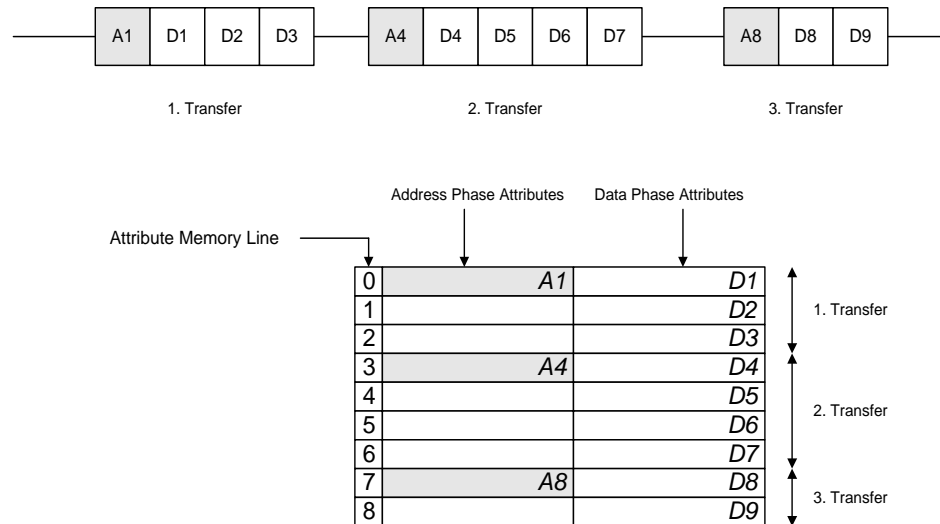 A1 D1 D2 D3 A4 D4 D5 D6 D7 A8 D8 D9
1. Transfer 2. Transfer 3. Transfer
Address Phase Attributes Data Phase Attributes
Attribute Memory Line
0 A1 D1
1 D2
2 D3
3 A4 D4
4 D5
5 D6
6 D7
7 A8 D8
8 D9
1. Transfer
2. Transfer
3. Transfer